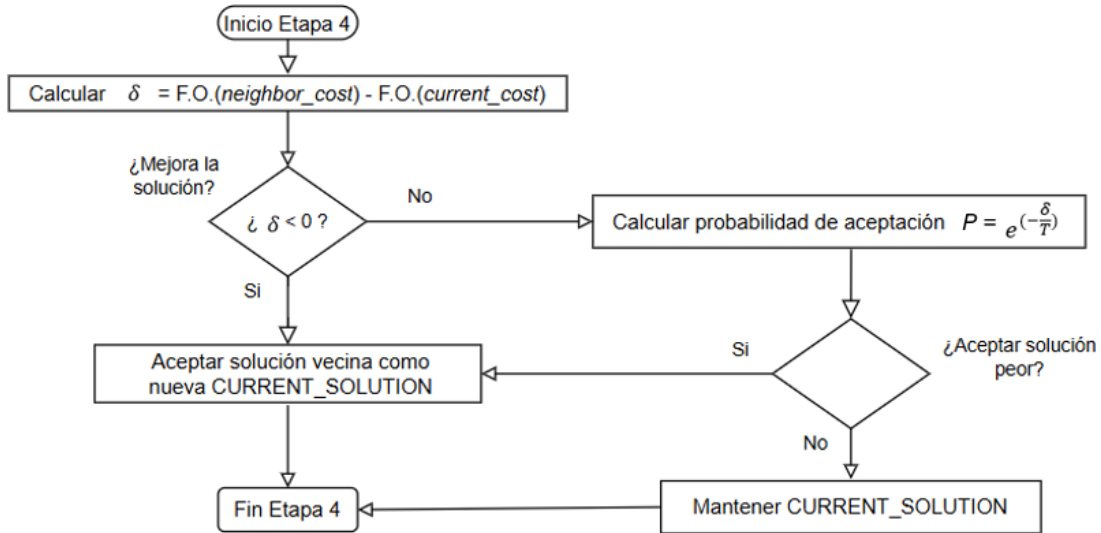 Inicio Etapa 4
Calcular δ = F.O.(neighbor_cost) - F.O.(current_cost)
¿Mejora la
solución?
¿ δ < 0 ?
No
Calcular probabilidad de aceptación P = e^(-δ/T)
Si
Aceptar solución vecina como
nueva CURRENT_SOLUTION
Si
¿Aceptar solución
peor?
No
Fin Etapa 4
Mantener CURRENT_SOLUTION